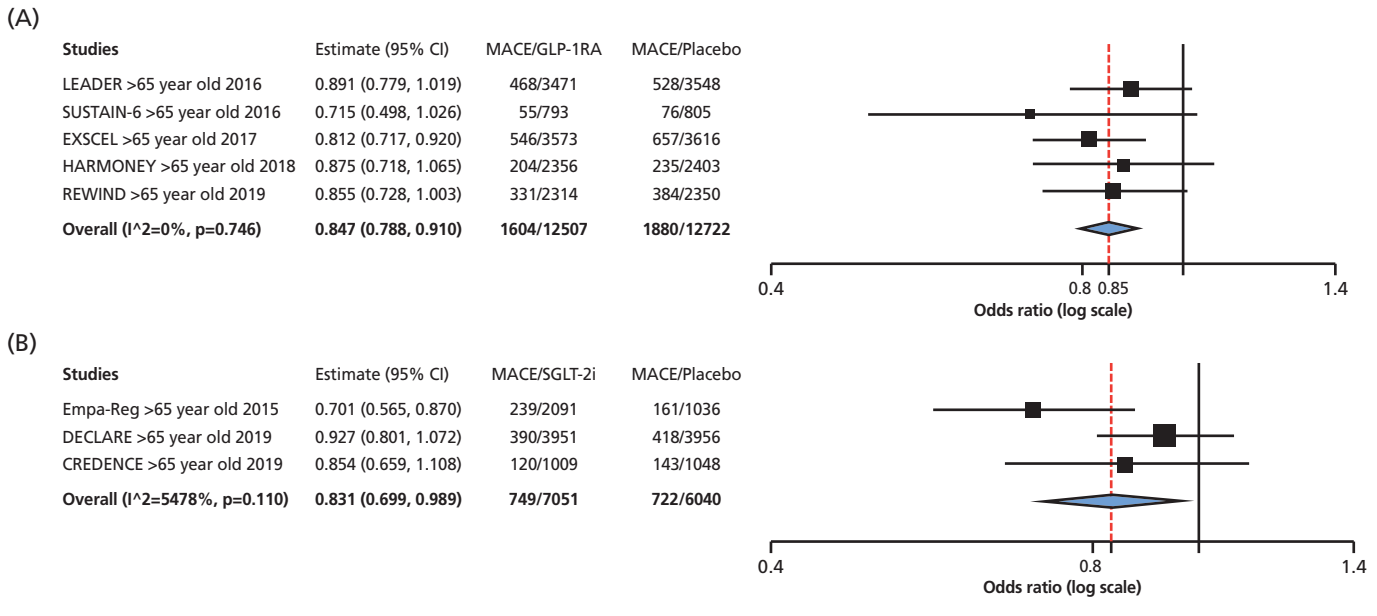 (A)
Studies Estimate (95% CI) MACE/GLP-1RA MACE/Placebo
LEADER >65 year old 2016 0.891 (0.779, 1.019) 468/3471 528/3548
SUSTAIN-6 >65 year old 2016 0.715 (0.498, 1.026) 55/793 76/805
EXSCEL >65 year old 2017 0.812 (0.717, 0.920) 546/3573 657/3616
HARMONEY >65 year old 2018 0.875 (0.718, 1.065) 204/2356 235/2403
REWIND >65 year old 2019 0.855 (0.728, 1.003) 331/2314 384/2350
Overall (I^2=0%, p=0.746) 0.847 (0.788, 0.910) 1604/12507 1880/12722
0.4 0.8 0.85 1.4
Odds ratio (log scale)
(B)
Studies Estimate (95% CI) MACE/SGLT-2i MACE/Placebo
Empa-Reg >65 year old 2015 0.701 (0.565, 0.870) 239/2091 161/1036
DECLARE >65 year old 2019 0.927 (0.801, 1.072) 390/3951 418/3956
CREDENCE >65 year old 2019 0.854 (0.659, 1.108) 120/1009 143/1048
Overall (I^2=5478%, p=0.110) 0.831 (0.699, 0.989) 749/7051 722/6040
0.4 0.8 1.4
Odds ratio (log scale)